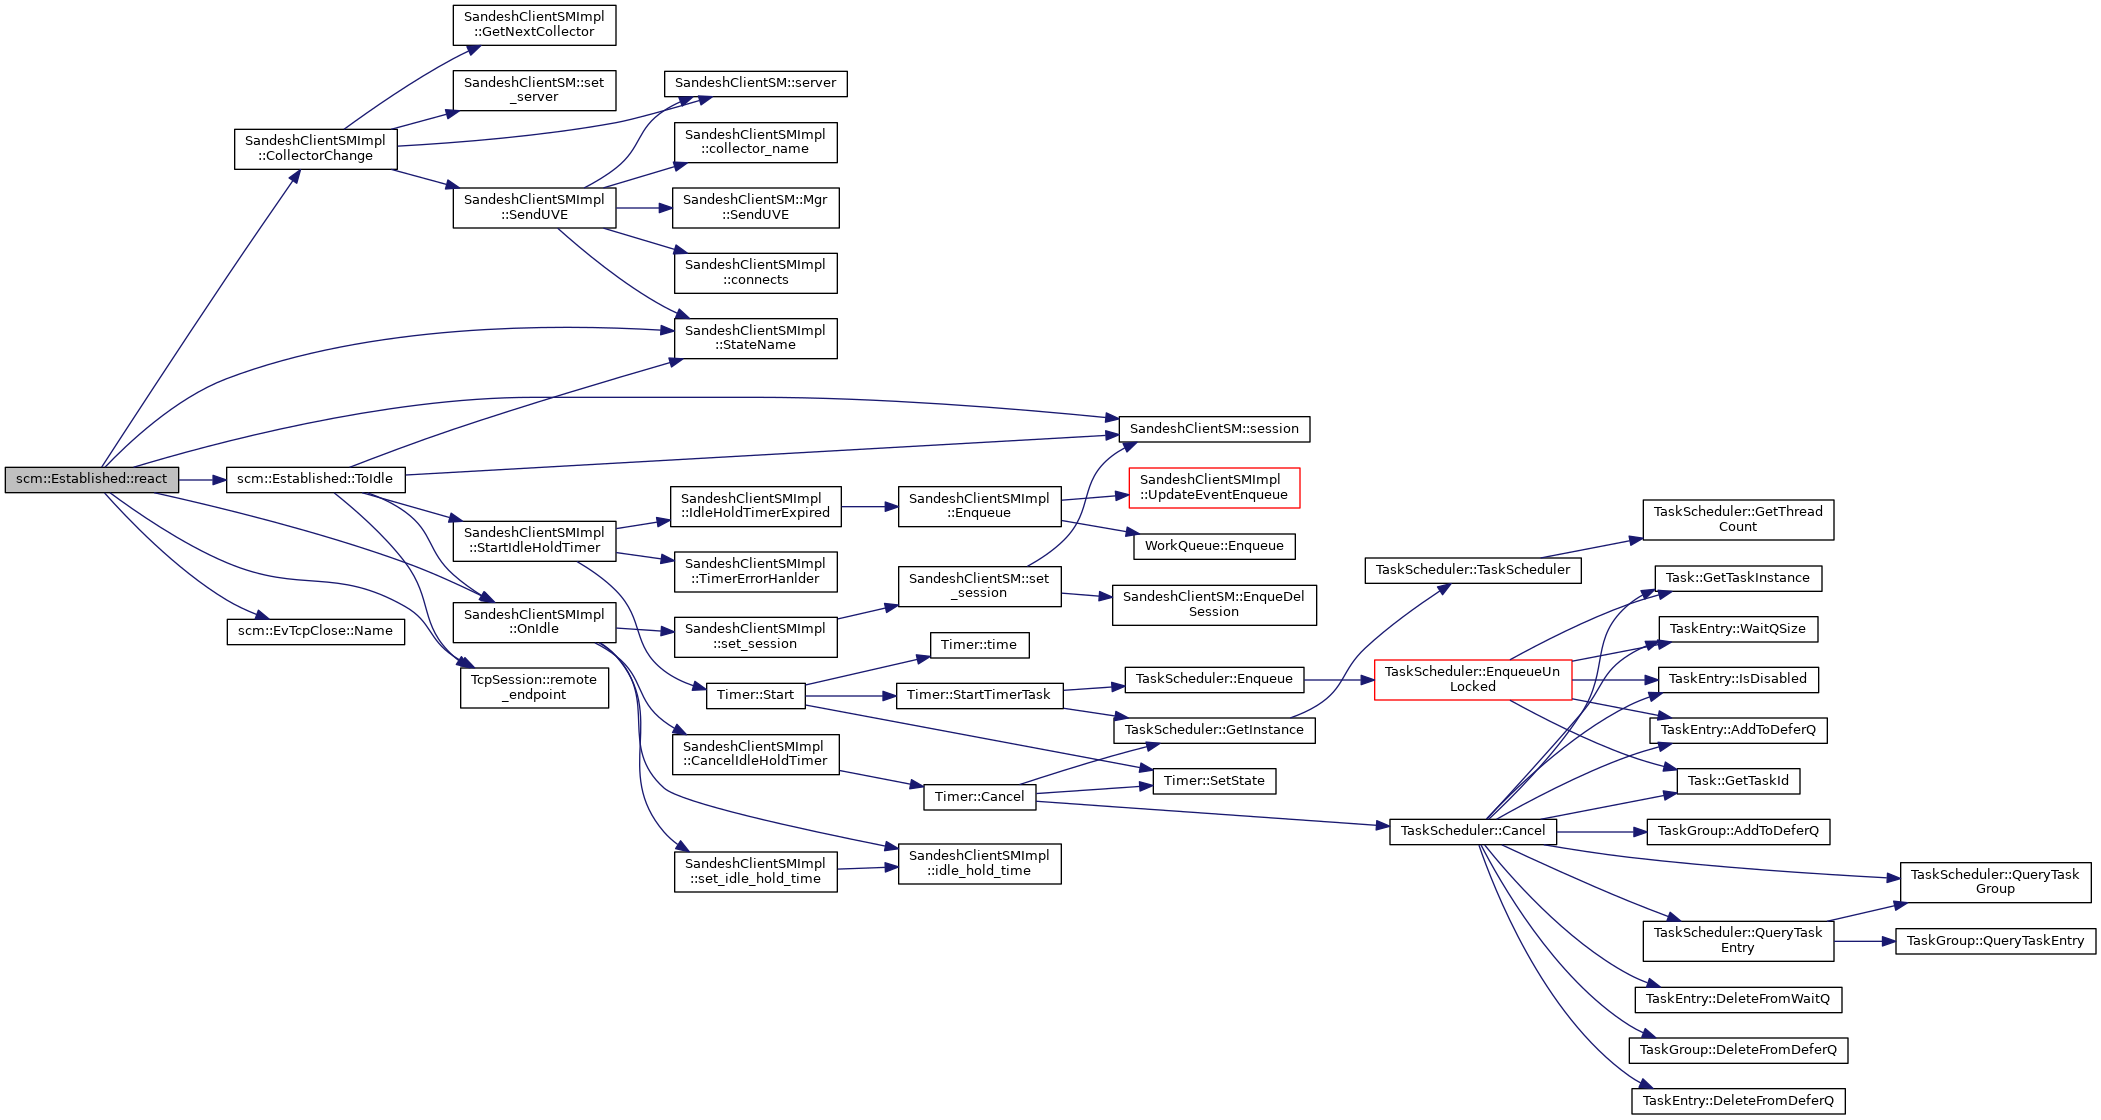 SandeshClientSMImpl
::GetNextCollector
SandeshClientSM::set
_server
SandeshClientSM::server
SandeshClientSMImpl
::CollectorChange
SandeshClientSMImpl
::collector_name
SandeshClientSMImpl
::SendUVE
SandeshClientSM::Mgr
::SendUVE
SandeshClientSMImpl
::connects
SandeshClientSMImpl
::StateName
SandeshClientSM::session
scm::Established::react
scm::Established::ToIdle
SandeshClientSMImpl
::UpdateEventEnqueue
SandeshClientSMImpl
::IdleHoldTimerExpired
SandeshClientSMImpl
::Enqueue
SandeshClientSMImpl
::StartIdleHoldTimer
WorkQueue::Enqueue
SandeshClientSMImpl
::TimerErrorHanlder
SandeshClientSM::set
_session
SandeshClientSM::EnqueDel
Session
SandeshClientSMImpl
::OnIdle
scm::EvTcpClose::Name
SandeshClientSMImpl
::set_session
Timer::time
TcpSession::remote
_endpoint
Timer::Start
Timer::StartTimerTask
TaskScheduler::Enqueue
TaskScheduler::GetInstance
SandeshClientSMImpl
::CancelIdleHoldTimer
Timer::Cancel
Timer::SetState
SandeshClientSMImpl
::set_idle_hold_time
SandeshClientSMImpl
::idle_hold_time
TaskScheduler::GetThread
Count
TaskScheduler::TaskScheduler
Task::GetTaskInstance
TaskEntry::WaitQSize
TaskScheduler::EnqueueUn
Locked
TaskEntry::IsDisabled
TaskEntry::AddToDeferQ
Task::GetTaskId
TaskScheduler::Cancel
TaskGroup::AddToDeferQ
TaskScheduler::QueryTask
Group
TaskScheduler::QueryTask
Entry
TaskGroup::QueryTaskEntry
TaskEntry::DeleteFromWaitQ
TaskGroup::DeleteFromDeferQ
TaskEntry::DeleteFromDeferQ